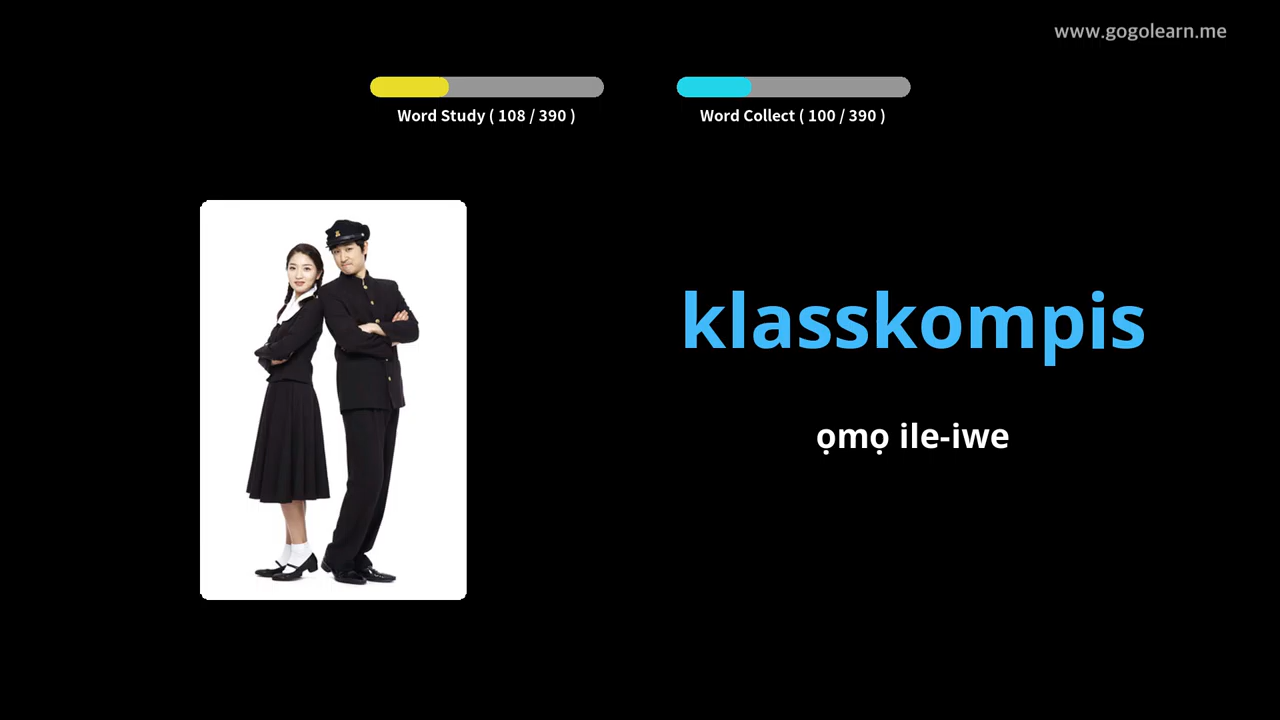 www.gogolearn.me
Word Study ( 108 / 390 )
Word Collect ( 100 / 390 )
klasskompis
ọmọ ile-iwe